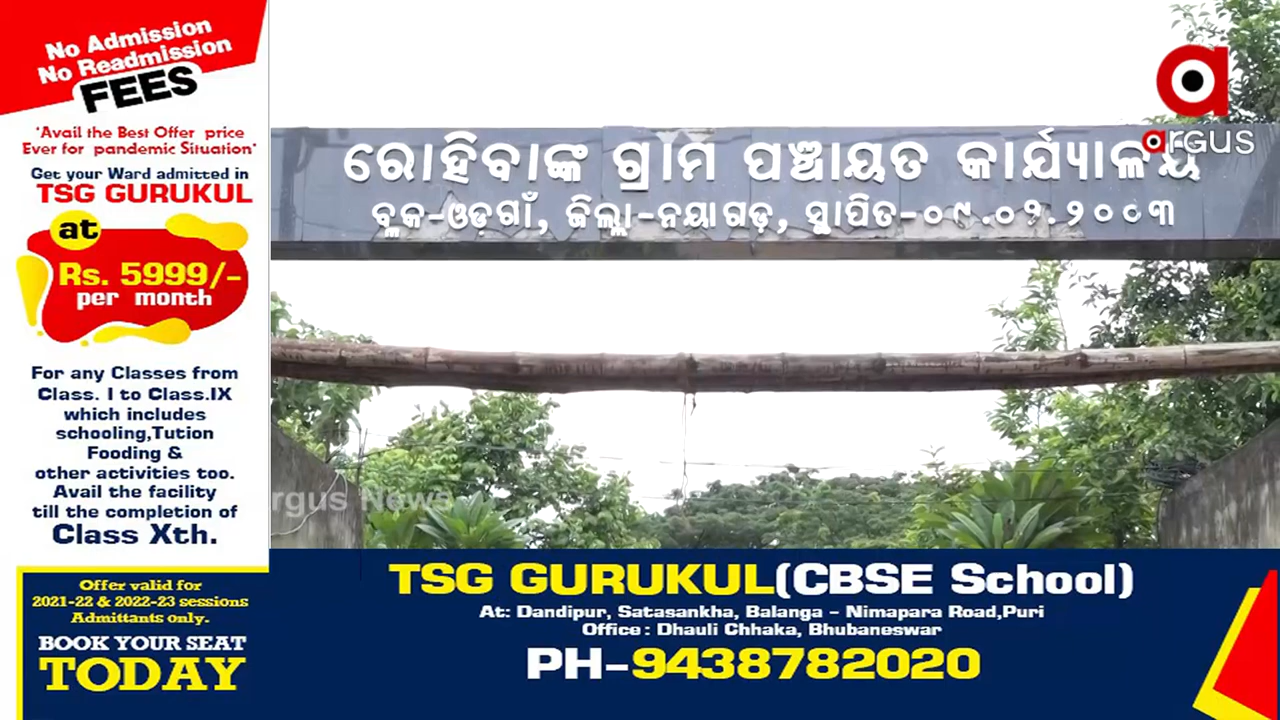 No Admission
No Readmission
FEES
'Avail the Best Offer price
Ever for pandemic Situation'
Get your Ward admitted in
TSG GURUKUL
at
Rs. 5999/-
per month
For any Classes from
Class. I to Class.IX
which includes
schooling,Tution
Fooding &
other activities too.
Avail the facility
till the completion of
Class Xth.
Offer valid for
2021-22 & 2022-23 sessions
Admittants only.
BOOK YOUR SEAT
TODAY
argus
ରୋହିବାଙ୍କ ଗ୍ରାମ ପଞ୍ଚାୟତ କାର୍ଯ୍ୟାଳୟ
ବ୍ଳକ-ଓଡ଼ଗାଁ, ଜିଲ୍ଲା-ନୟାଗଡ଼, ସ୍ଥାପିତ-୦୯.୦୨.୨୦୦୩
Argus News
TSG GURUKUL(CBSE School)
At: Dandipur, Satasankha, Balanga - Nimapara Road,Puri
Office : Dhauli Chhaka, Bhubaneswar
PH-9438782020